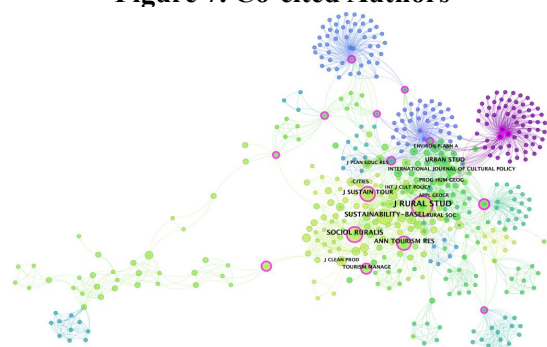 Figure 7. Co-cited Authors
ENVIRON PLANN A
J PLAN EDUC RES
URBAN STUD
INTERNATIONAL JOURNAL OF CULTURAL POLICY
CITIES
PROG HUM GEOG
INT J CULT POLICY
J SUSTAIN TOUR
APPL GEOGR
J RURAL STUD
SUSTAINABILITY-BASEL
RURAL SOC
SOCIOL RURALIS
ANN TOURISM RES
J CLEAN PROD
TOURISM MANAGE